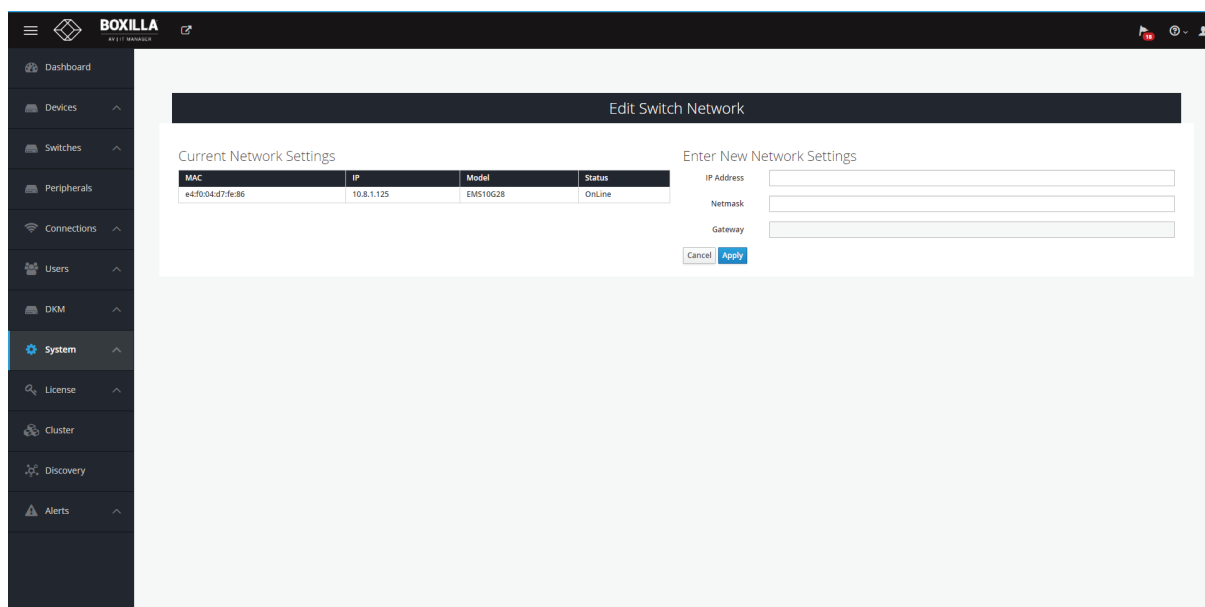 BOXILLA
AV | IT MANAGER
18
Dashboard
Devices
Switches
Peripherals
Connections
Users
DKM
System
License
Cluster
Discovery
Alerts
Edit Switch Network
Current Network Settings
MAC IP Model Status
e4:f0:04:d7:fe:86 10.8.1.125 EMS10G28 OnLine
Enter New Network Settings
IP Address
Netmask
Gateway
Cancel Apply